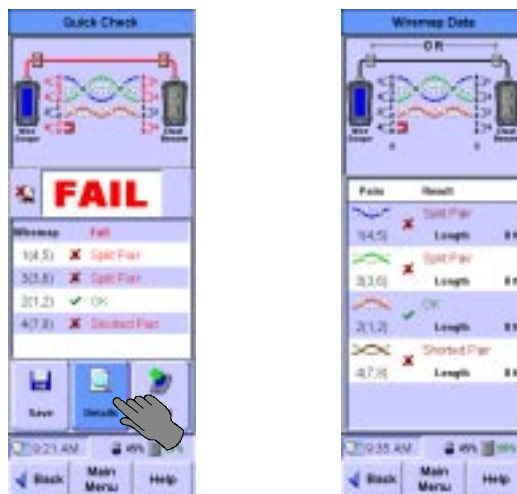 Quick Check
FAIL
Wiremap Fail
1(4,5) Split Pair
3(3,6) Split Pair
2(1,2) OK
4(7,8) Shorted Pair
Save Details
9:21 AM
Back Main Menu Help
Wiremap Data
0 ft
Pairs Result
Split Pair
1(4,5) Length
Split Pair
3(3,6) Length
OK
2(1,2) Length
Shorted Pair
4(7,8) Length
9:35 AM
Back Main Menu Help